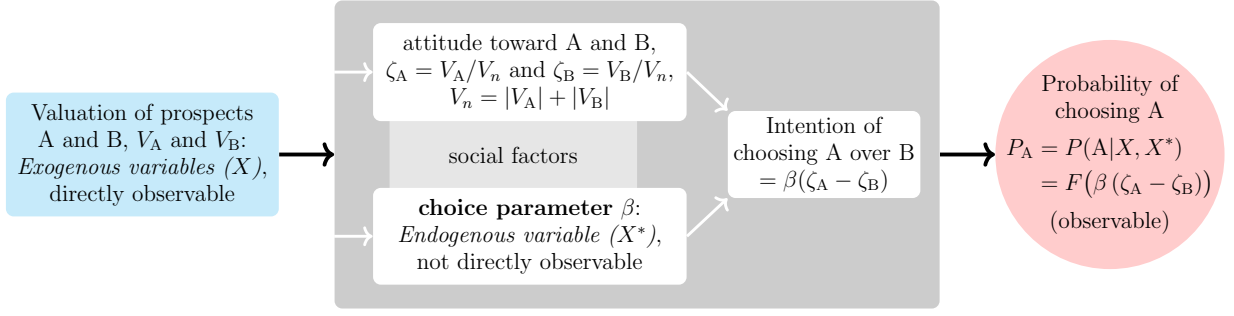 Valuation of prospects
A and B, V_A and V_B:
Exogenous variables (X),
directly observable
attitude toward A and B,
ζ_A = V_A/V_n and ζ_B = V_B/V_n,
V_n = |V_A| + |V_B|
social factors
choice parameter β:
Endogenous variable (X*),
not directly observable
Intention of
choosing A over B
= β(ζ_A − ζ_B)
Probability of
choosing A
P_A = P(A|X, X*)
= F(β (ζ_A − ζ_B))
(observable)